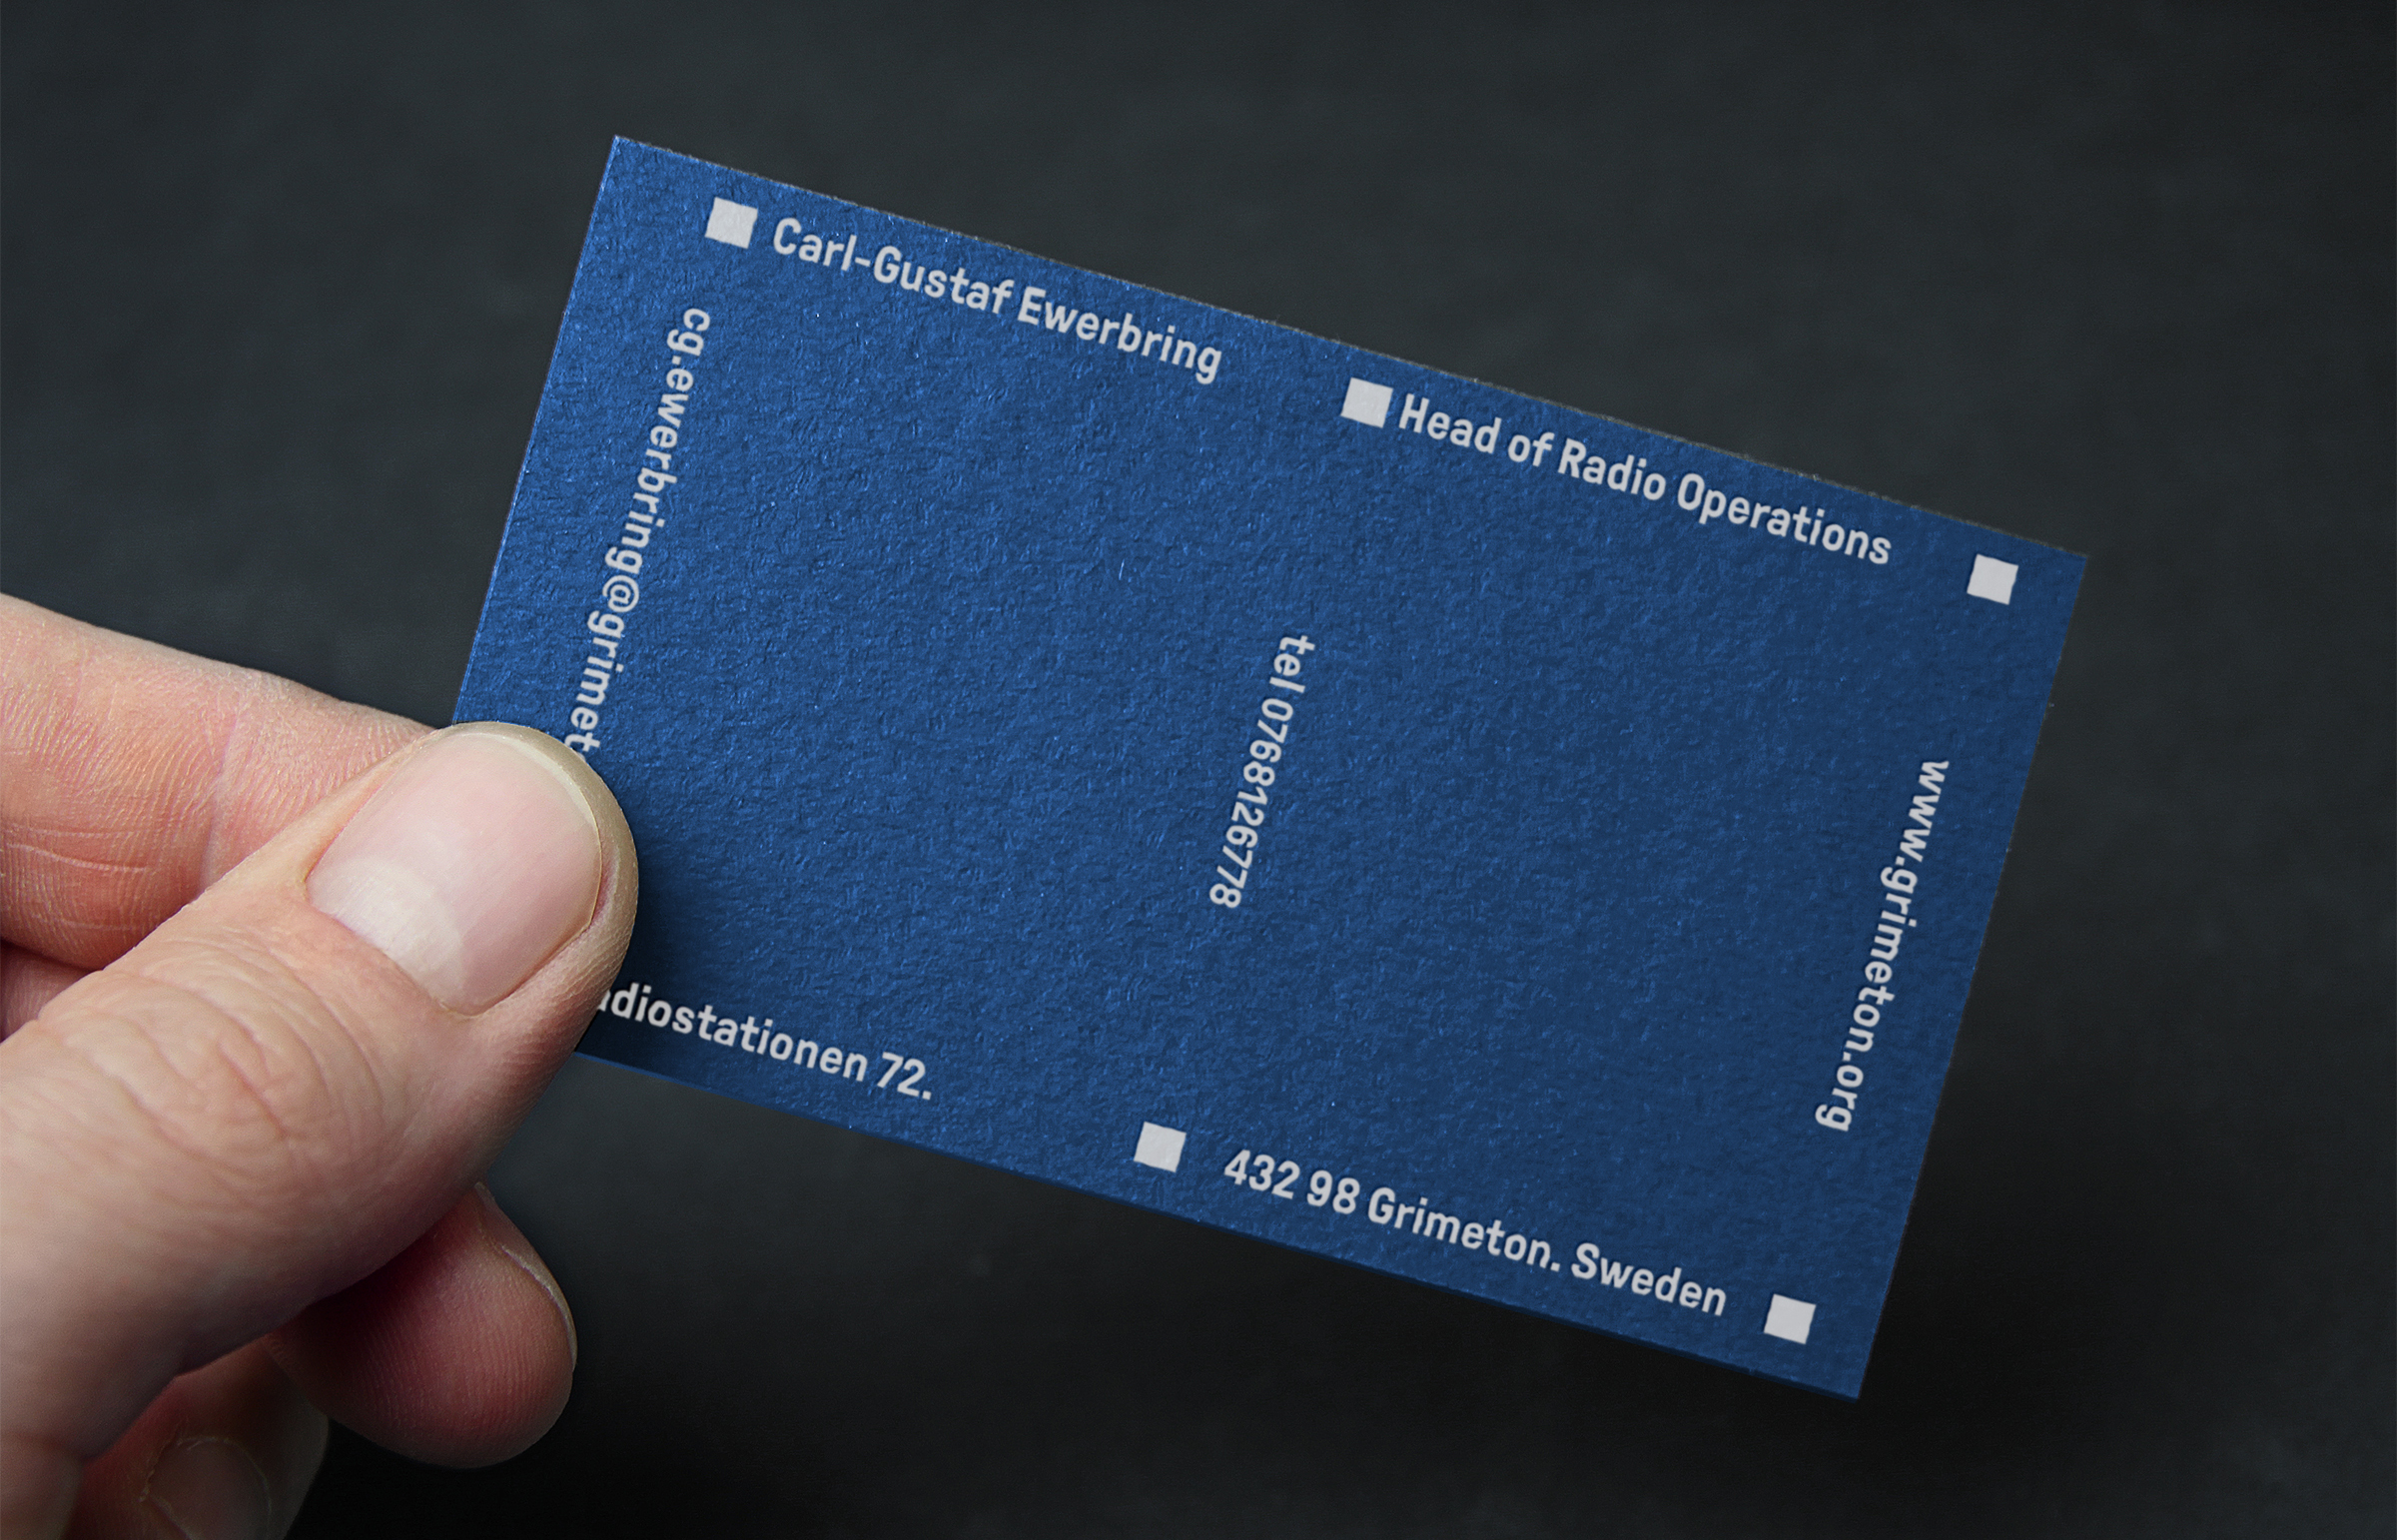 Carl-Gustaf Ewerbring
Head of Radio Operations
cg.ewerbring@grimet
tel 0768126778
www.grimeton.org
adiostationen 72.
432 98 Grimeton. Sweden